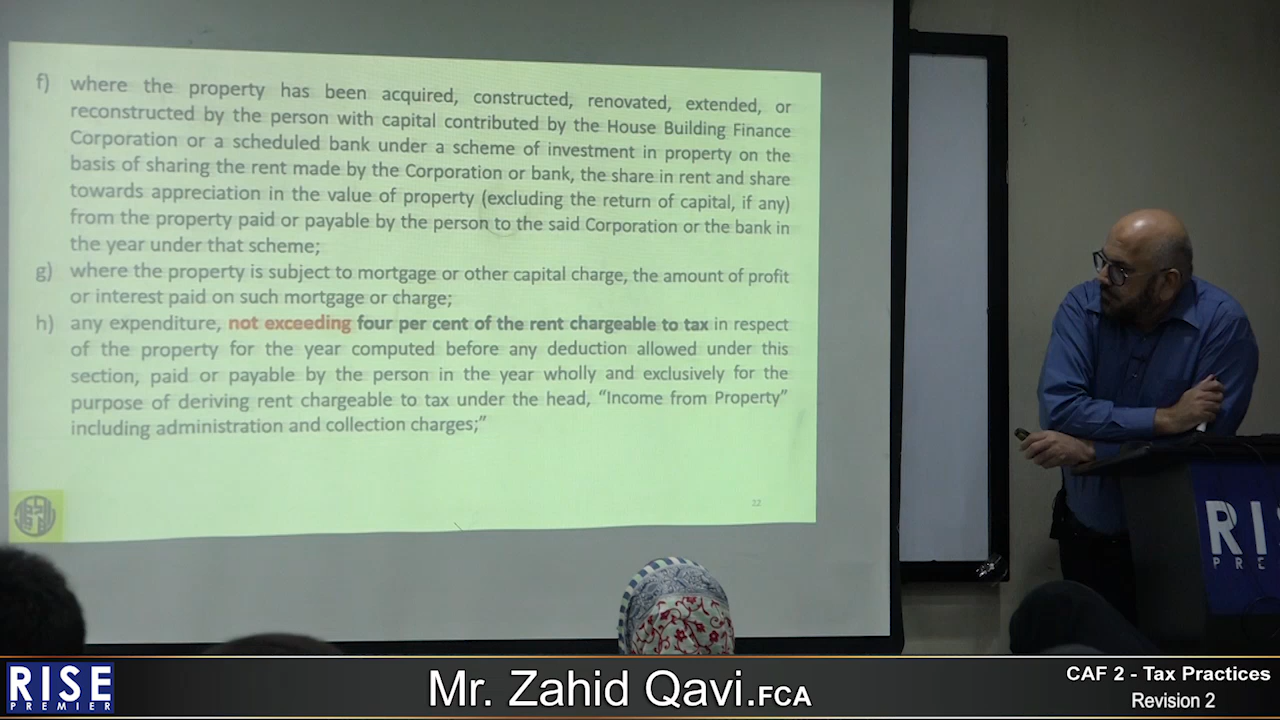 f) where the property has been acquired, constructed, renovated, extended, or
reconstructed by the person with capital contributed by the House Building Finance
Corporation or a scheduled bank under a scheme of investment in property on the
basis of sharing the rent made by the Corporation or bank, the share in rent and share
towards appreciation in the value of property (excluding the return of capital, if any)
from the property paid or payable by the person to the said Corporation or the bank in
the year under that scheme;
g) where the property is subject to mortgage or other capital charge, the amount of profit
or interest paid on such mortgage or charge;
h) any expenditure, not exceeding four per cent of the rent chargeable to tax in respect
of the property for the year computed before any deduction allowed under this
section, paid or payable by the person in the year wholly and exclusively for the
purpose of deriving rent chargeable to tax under the head, “Income from Property”
including administration and collection charges;”
22
RI
PRE
RISE
PREMIER
Mr. Zahid Qavi.FCA
CAF 2 - Tax Practices
Revision 2